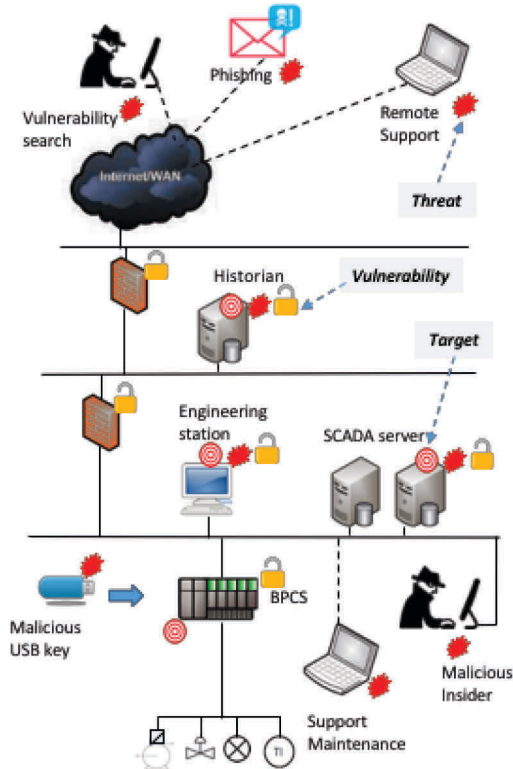 Phishing
Vulnerability
search
Remote
Support
Internet/WAN
Threat
Historian
Vulnerability
Target
Engineering
station
SCADA server
BPCS
Malicious
USB key
Malicious
Insider
Support
Maintenance
TI